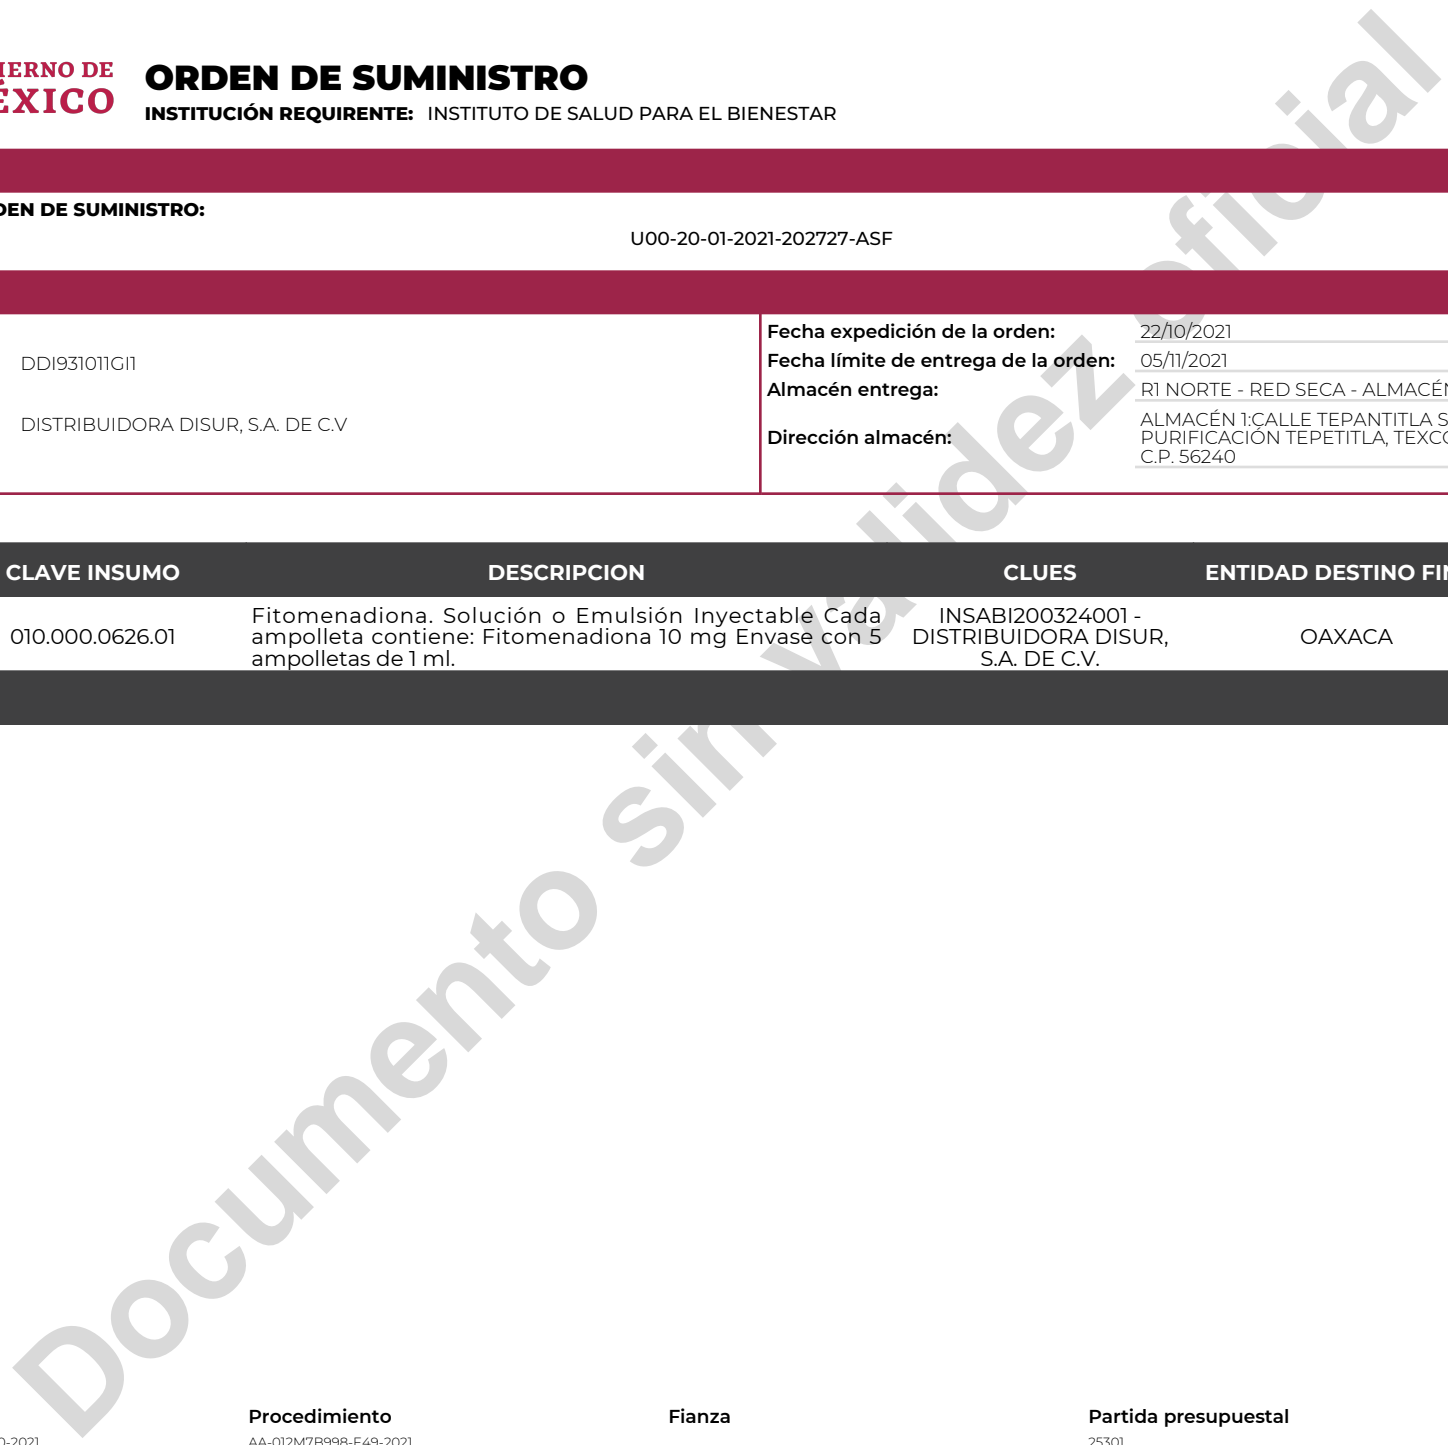 ORDEN DE SUMINISTRO
INSTITUCIÓN REQUIRENTE: INSTITUTO DE SALUD PARA EL BIENESTAR
DE
XICO
DE SUMINISTRO:
U00-20-01-2021-202727-ASF
DDI931011GI1
DISTRIBUIDORA DISUR, S.A. DE C.V
Fecha expedición de la orden: 22/10/2021
Fecha límite de entrega de la orden: 05/11/2021
Almacén entrega: R1 NORTE - RED SECA - ALMACÉN
Dirección almacén: ALMACÉN 1:CALLE TEPANTITLA S
PURIFICACIÓN TEPETITLA, TEXCO
C.P. 56240
CLAVE INSUMO DESCRIPCION CLUES ENTIDAD DESTINO FIN
010.000.0626.01
Fitomenadiona. Solución o Emulsión Inyectable Cada
ampolleta contiene: Fitomenadiona 10 mg Envase con 5
ampolletas de 1 ml.
INSABI200324001 -
DISTRIBUIDORA DISUR,
S.A. DE C.V.
OAXACA
Documento sin validez oficial
Procedimiento Fianza Partida presupuestal
AA-012M7B998-E49-2021 25301